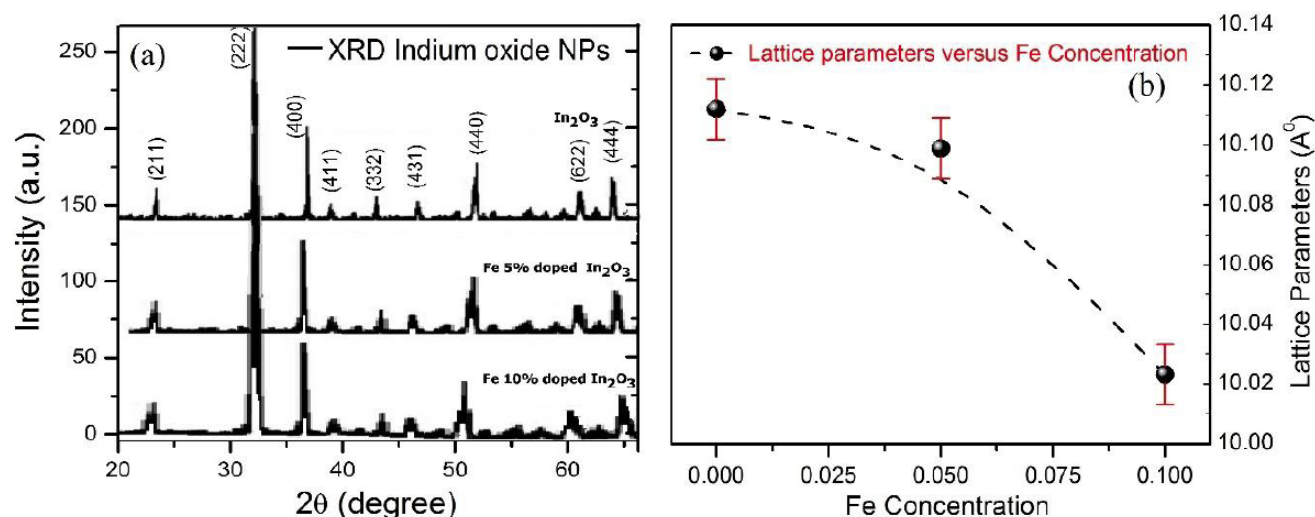 (a)
XRD Indium oxide NPs
(222)
(400)
In2O3
(211)
(411)
(332)
(431)
(440)
(622)
(444)
Fe 5% doped In2O3
Fe 10% doped In2O3
250
200
150
100
50
0
Intensity (a.u.)
20 30 40 50 60
2θ (degree)
Lattice parameters versus Fe Concentration
(b)
10.14
10.12
10.10
10.08
10.06
10.04
10.02
10.00
Lattice Parameters (A⁰)
0.000 0.025 0.050 0.075 0.100
Fe Concentration